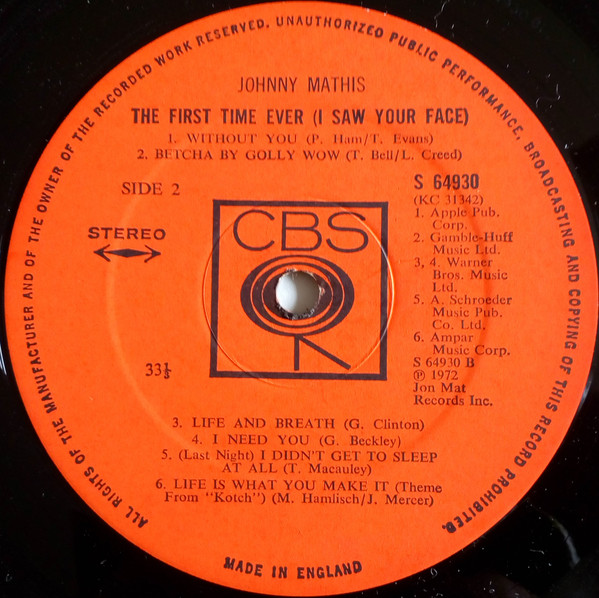 ALL RIGHTS OF THE MANUFACTURER AND OF THE OWNER OF THE RECORDED WORK RESERVED. UNAUTHORIZED PUBLIC PERFORMANCE, BROADCASTING AND COPYING OF THIS RECORD PROHIBITED.
JOHNNY MATHIS
THE FIRST TIME EVER (I SAW YOUR FACE)
1. WITHOUT YOU (P. Ham/T. Evans)
2. BETCHA BY GOLLY WOW (T. Bell/L. Creed)
SIDE 2
STEREO
33⅓
CBS
S 64930
(KC 31342)
1. Apple Pub.
Corp.
2. Gamble-Huff
Music Ltd.
3, 4. Warner
Bros. Music
Ltd.
5. A. Schroeder
Music Pub.
Co. Ltd.
6. Ampar
Music Corp.
S 64930 B
℗ 1972
Jon Mat
Records Inc.
3. LIFE AND BREATH (G. Clinton)
4. I NEED YOU (G. Beckley)
5. (Last Night) I DIDN'T GET TO SLEEP
AT ALL (T. Macauley)
6. LIFE IS WHAT YOU MAKE IT (Theme
From "Kotch") (M. Hamlisch/J. Mercer)
MADE IN ENGLAND